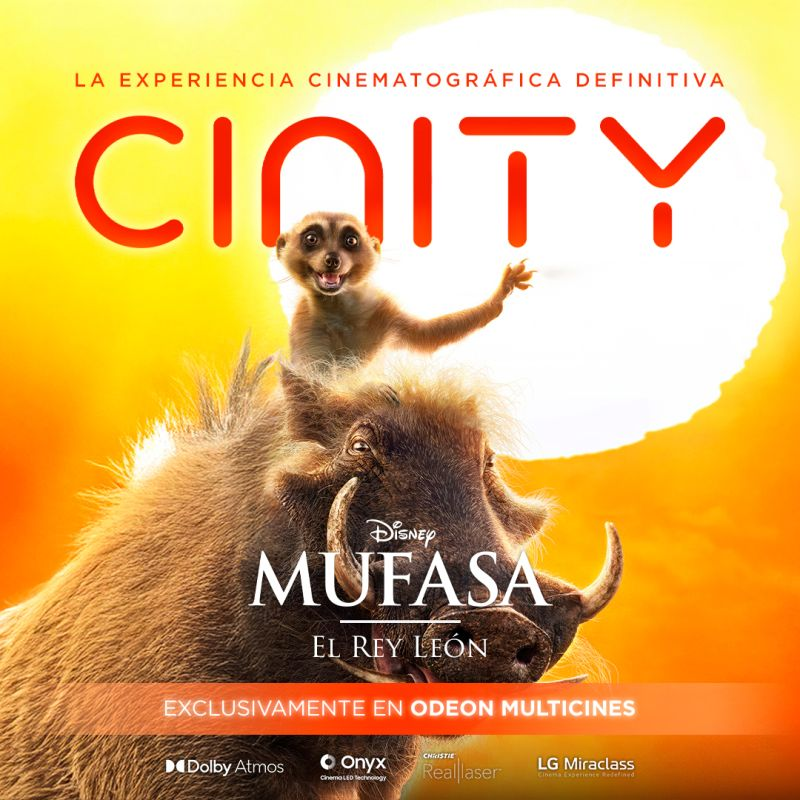 LA EXPERIENCIA CINEMATOGRÁFICA DEFINITIVA
CINITY
Disney
MUFASA
EL REY LEÓN
EXCLUSIVAMENTE EN ODEON MULTICINES
Dolby Atmos
Onyx
Cinema LED Technology
CHRISTIE
RealLaser™
LG Miraclass
Cinema Experience Redefined